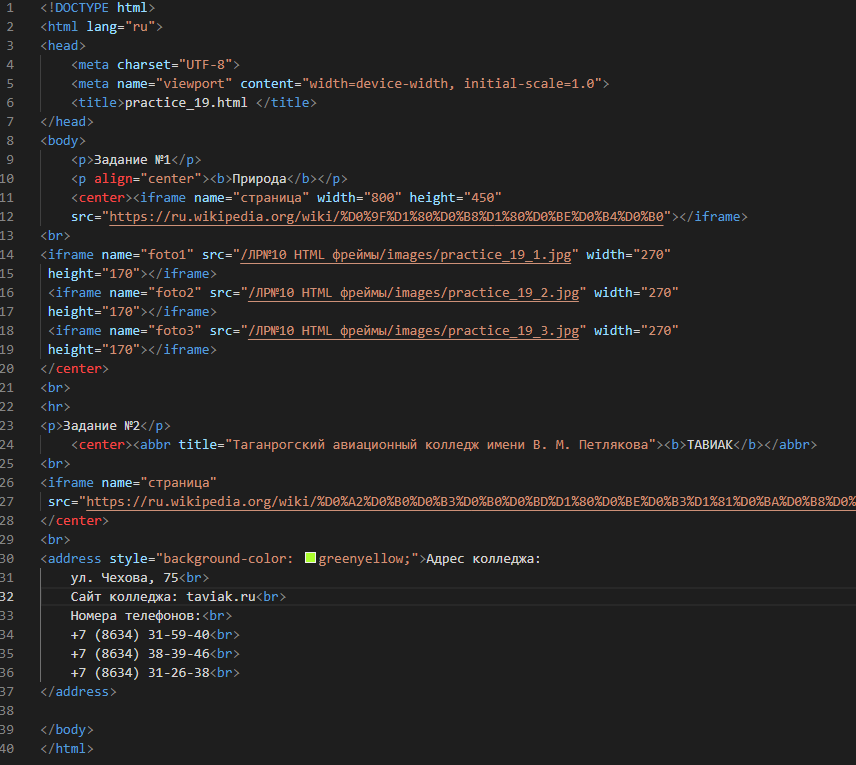 1 <!DOCTYPE html>
2 <html lang="ru">
3 <head>
4 <meta charset="UTF-8">
5 <meta name="viewport" content="width=device-width, initial-scale=1.0">
6 <title>practice_19.html </title>
7 </head>
8 <body>
9 <p>Задание №1</p>
10 <p align="center"><b>Природа</b></p>
11 <center><iframe name="страница" width="800" height="450"
12 src="https://ru.wikipedia.org/wiki/%D0%9F%D1%80%D0%B8%D1%80%D0%BE%D0%B4%D0%B0"></iframe>
13 <br>
14 <iframe name="foto1" src="/ЛР№10 HTML фреймы/images/practice_19_1.jpg" width="270"
15 height="170"></iframe>
16 <iframe name="foto2" src="/ЛР№10 HTML фреймы/images/practice_19_2.jpg" width="270"
17 height="170"></iframe>
18 <iframe name="foto3" src="/ЛР№10 HTML фреймы/images/practice_19_3.jpg" width="270"
19 height="170"></iframe>
20 </center>
21 <br>
22 <hr>
23 <p>Задание №2</p>
24 <center><abbr title="Таганрогский авиационный колледж имени В. М. Петлякова"><b>ТАВИАК</b></abbr>
25 <br>
26 <iframe name="страница"
27 src="https://ru.wikipedia.org/wiki/%D0%A2%D0%B0%D0%B3%D0%B0%D0%BD%D1%80%D0%BE%D0%B3%D1%81%D0%BA%D0%B8%D0%
28 </center>
29 <br>
30 <address style="background-color: greenyellow;">Адрес колледжа:
31 ул. Чехова, 75<br>
32 Сайт колледжа: taviak.ru<br>
33 Номера телефонов:<br>
34 +7 (8634) 31-59-40<br>
35 +7 (8634) 38-39-46<br>
36 +7 (8634) 31-26-38<br>
37 </address>
38
39 </body>
40 </html>